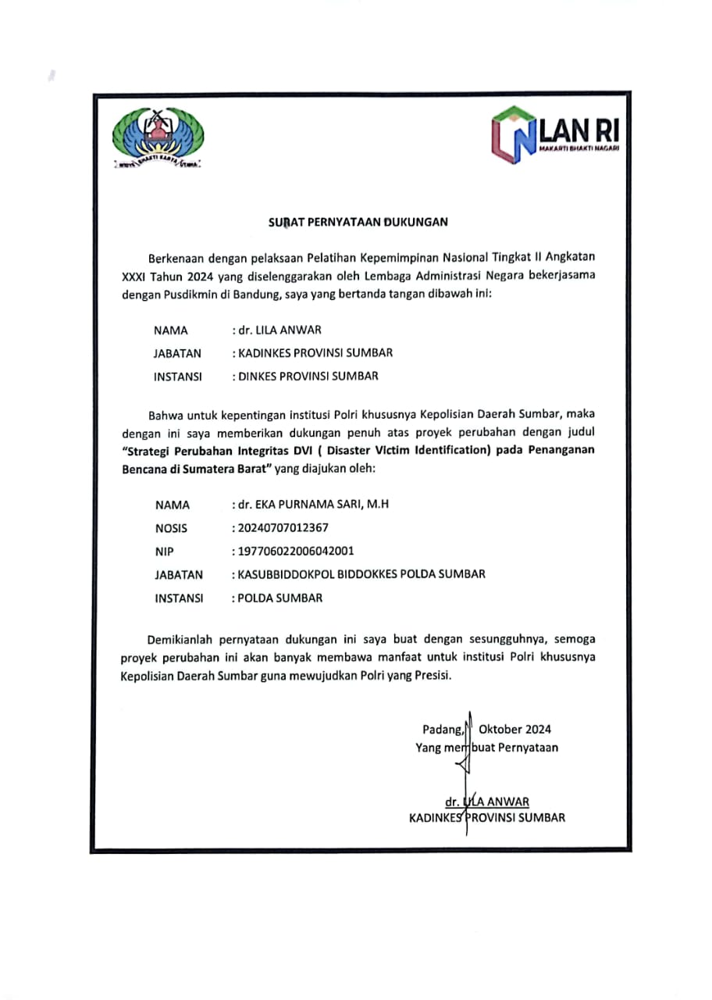 BHAKTI KARYA UTAMA
LAN RI
MAKARTI BHAKTI NAGARI
SURAT PERNYATAAN DUKUNGAN
Berkenaan dengan pelaksaan Pelatihan Kepemimpinan Nasional Tingkat II Angkatan
XXXI Tahun 2024 yang diselenggarakan oleh Lembaga Administrasi Negara bekerjasama
dengan Pusdikmin di Bandung, saya yang bertanda tangan dibawah ini:
NAMA : dr. LILA ANWAR
JABATAN : KADINKES PROVINSI SUMBAR
INSTANSI : DINKES PROVINSI SUMBAR
Bahwa untuk kepentingan institusi Polri khususnya Kepolisian Daerah Sumbar, maka
dengan ini saya memberikan dukungan penuh atas proyek perubahan dengan judul
“Strategi Perubahan Integritas DVI ( Disaster Victim Identification) pada Penanganan
Bencana di Sumatera Barat” yang diajukan oleh:
NAMA : dr. EKA PURNAMA SARI, M.H
NOSIS : 20240707012367
NIP : 197706022006042001
JABATAN : KASUBBIDDOKPOL BIDDOKKES POLDA SUMBAR
INSTANSI : POLDA SUMBAR
Demikianlah pernyataan dukungan ini saya buat dengan sesungguhnya, semoga
proyek perubahan ini akan banyak membawa manfaat untuk institusi Polri khususnya
Kepolisian Daerah Sumbar guna mewujudkan Polri yang Presisi.
Padang, Oktober 2024
Yang membuat Pernyataan
dr. LILA ANWAR
KADINKES PROVINSI SUMBAR